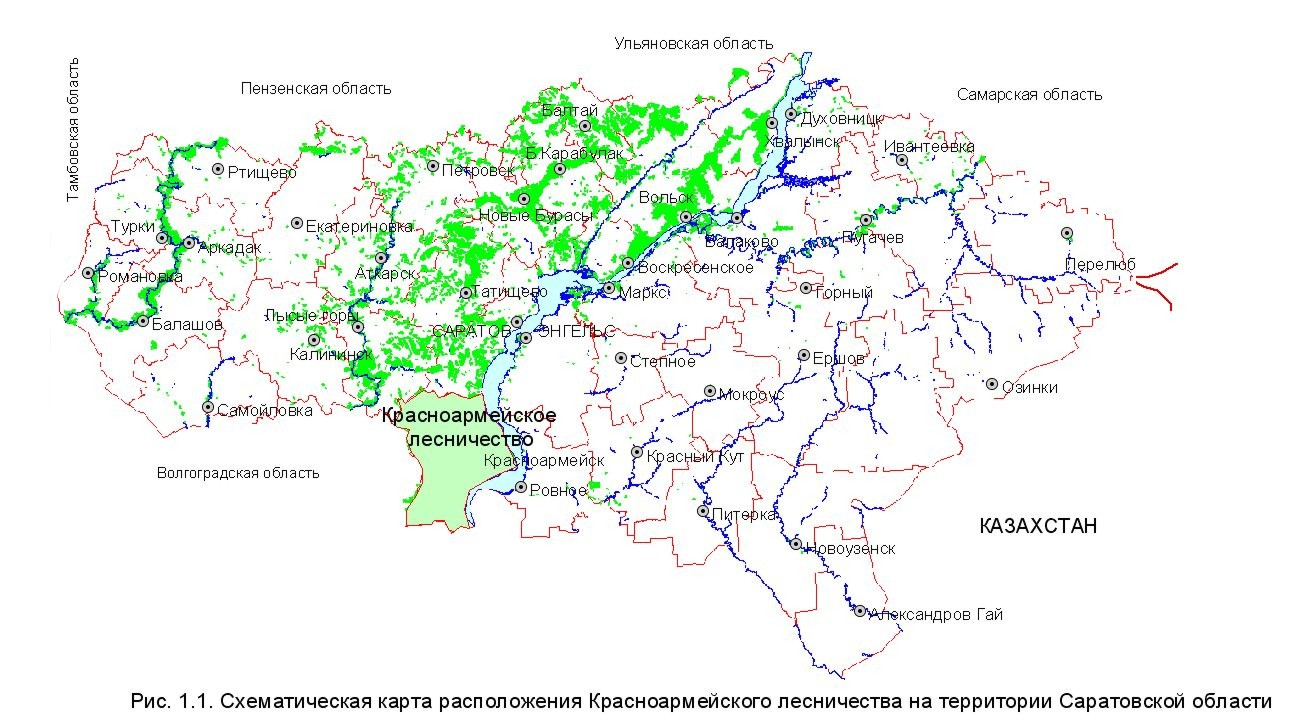 Ульяновская область
Тамбовская область
Пензенская область
Самарская область
Балтай
Духовницк
Хвалынск
Ивантеевка
Б.Карабулак
Петровск
Ртищево
Вольск
Новые Бурасы
Турки
Екатериновка
Аркадак
Балаково
Пугачев
Перелюб
Романовка
Аткарск
Воскресенское
Татищево
Маркс
Горный
Лысые горы
Балашов
САРАТОВ
ЭНГЕЛЬС
Калининск
Степное
Ершов
Озинки
Мокроус
Самойловка
Красноармейское
лесничество
Красный Кут
Красноармейск
Волгоградская область
Ровное
Питерка
КАЗАХСТАН
Новоузенск
Александров Гай
Рис. 1.1. Схематическая карта расположения Красноармейского лесничества на территории Саратовской области